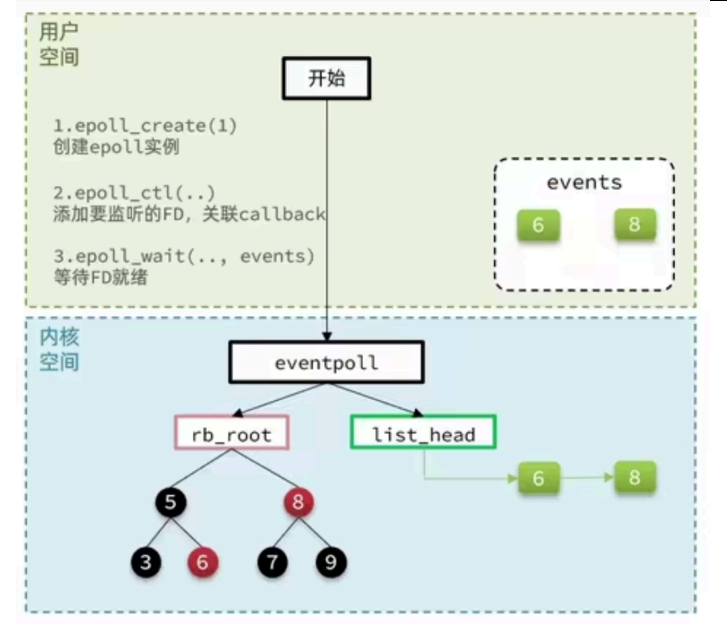 用户
空间
开始
1.epoll_create(1)
创建epoll实例
2.epoll_ctl(..)
添加要监听的FD，关联callback
3.epoll_wait(.., events)
等待FD就绪
events
6
8
内核
空间
eventpoll
rb_root
list_head
6
8
5
8
3
6
7
9